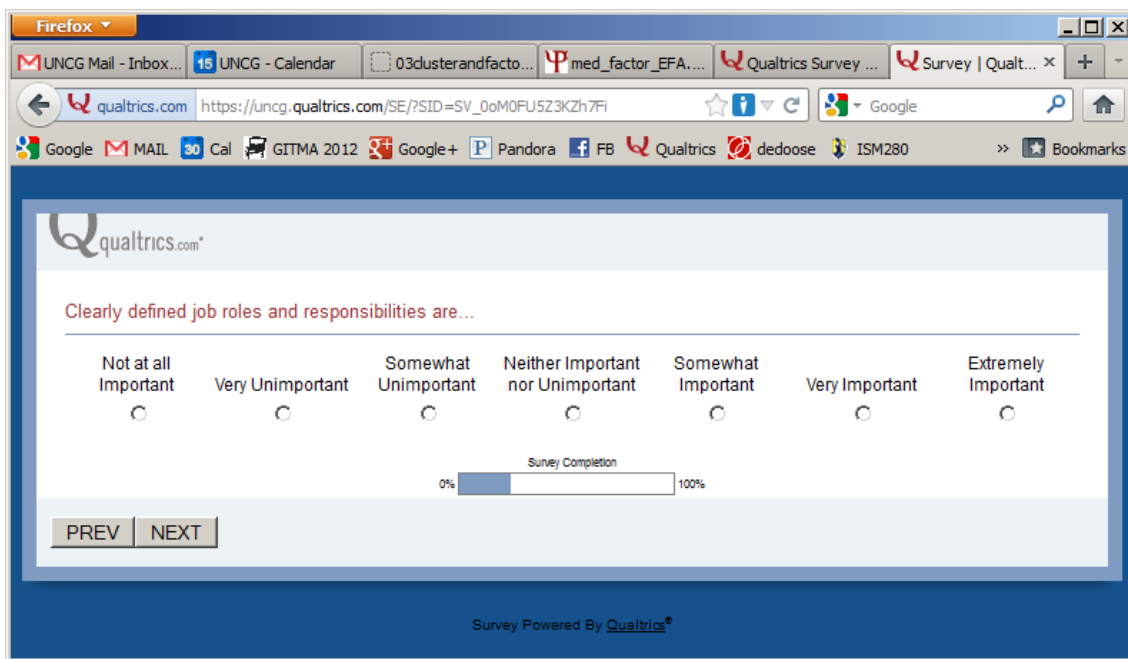 Firefox
UNCG Mail - Inbox... 15 UNCG - Calendar 03clusterandfacto... med_factor_EFA.... Qualtrics Survey ... Survey | Qualt... × +
qualtrics.com https://uncg.qualtrics.com/SE/?SID=SV_0oM0FU5Z3KZh7Fi Google
Google MAIL 30 Cal GITMA 2012 Google+ Pandora FB Qualtrics dedoose ISM280 » Bookmarks
qualtrics.com
Clearly defined job roles and responsibilities are...
Not at all Important
Very Unimportant
Somewhat Unimportant
Neither Important nor Unimportant
Somewhat Important
Very Important
Extremely Important
Survey Completion
0% 100%
PREV NEXT
Survey Powered By Qualtrics®